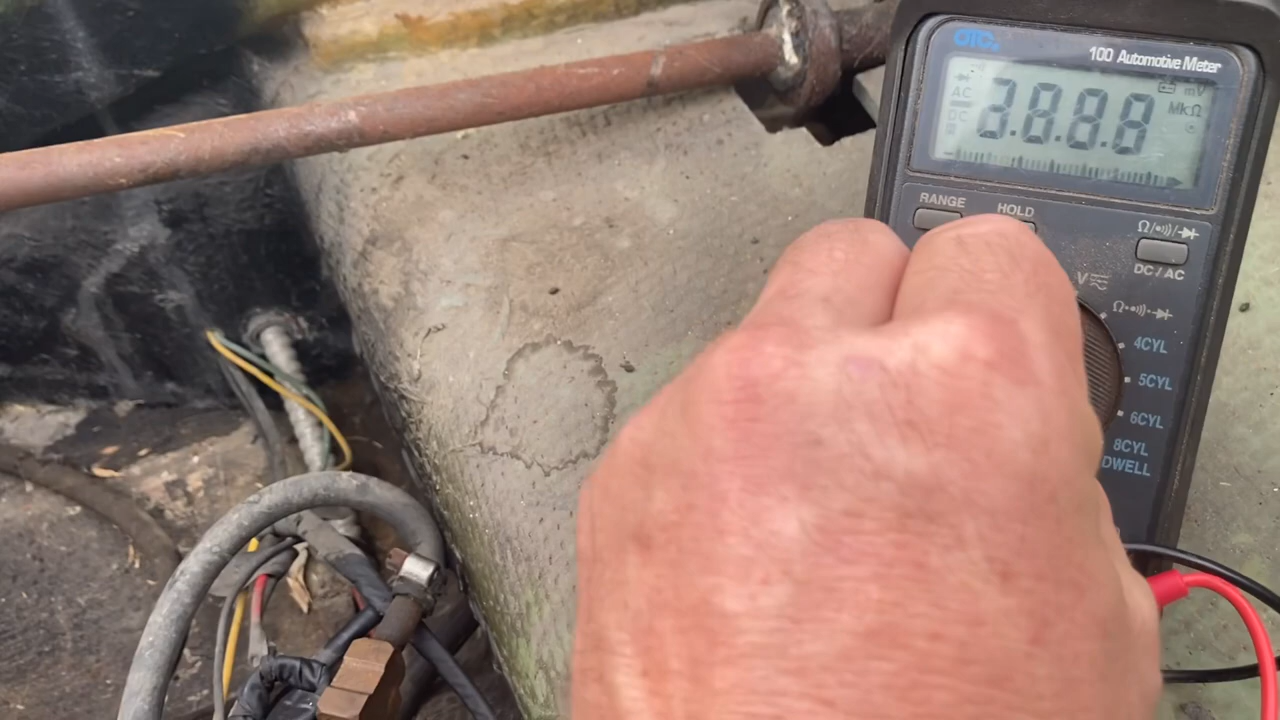 OTC
100 Automotive Meter
AC
DC
3.8.8.8
mV
MkΩ
RANGE
HOLD
Ω/•)))/
DC / AC
V
Ω•)))•
4CYL
5CYL
6CYL
8CYL
DWELL